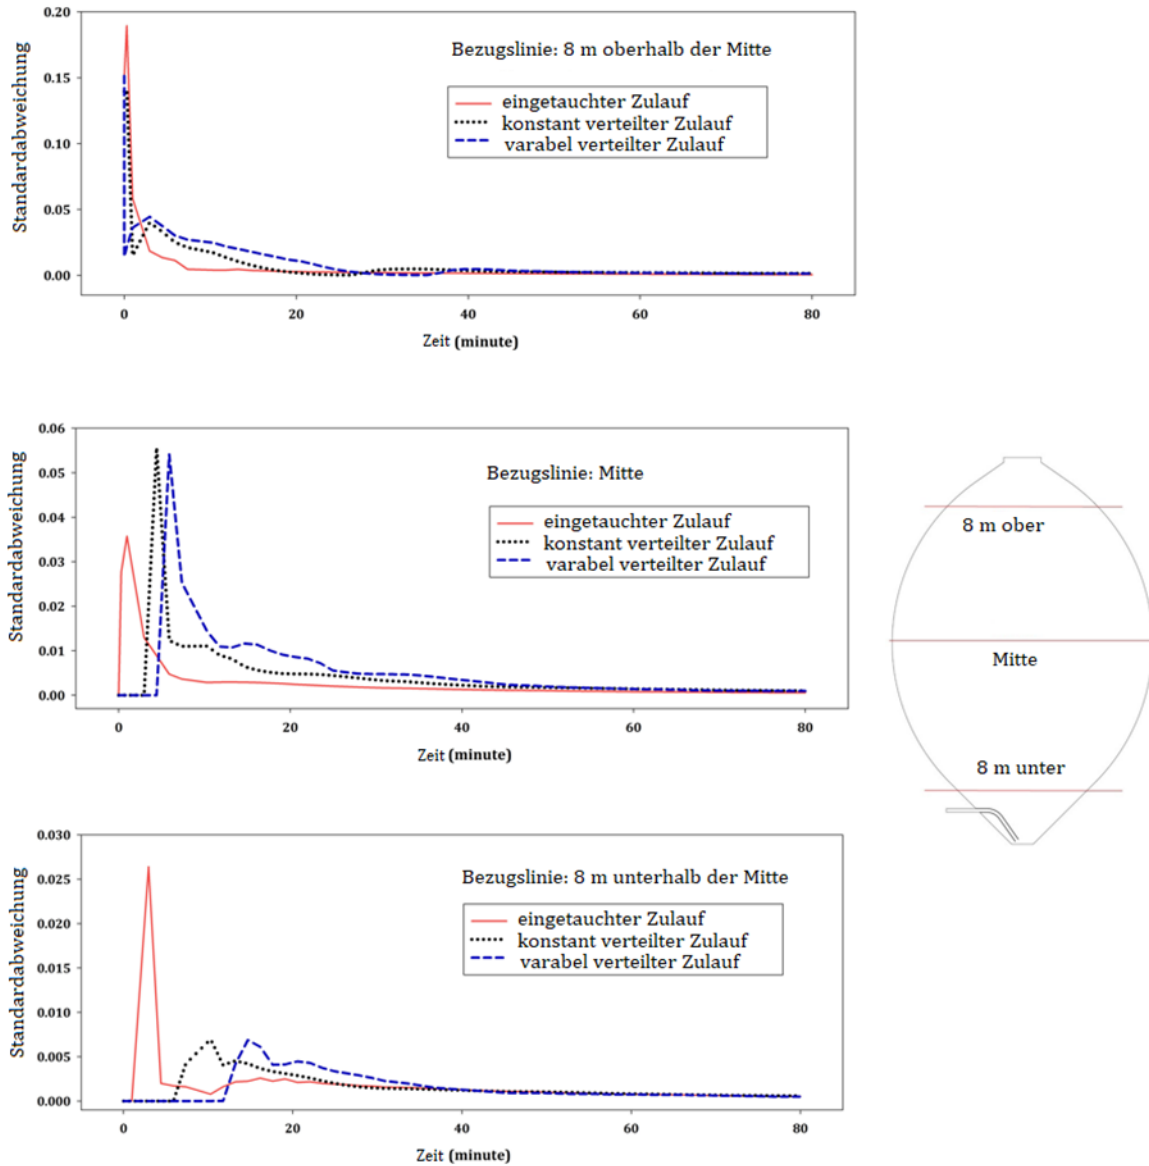 0.20
0.15
0.10
0.05
0.00
Standardabweichung
Bezugslinie: 8 m oberhalb der Mitte
eingetauchter Zulauf
konstant verteilter Zulauf
varabel verteilter Zulauf
0 20 40 60 80
Zeit (minute)
0.06
0.05
0.04
0.03
0.02
0.01
0.00
Standardabweichung
Bezugslinie: Mitte
eingetauchter Zulauf
konstant verteilter Zulauf
varabel verteilter Zulauf
0 20 40 60 80
Zeit (minute)
8 m ober
Mitte
8 m unter
0.030
0.025
0.020
0.015
0.010
0.005
0.000
Standardabweichung
Bezugslinie: 8 m unterhalb der Mitte
eingetauchter Zulauf
konstant verteilter Zulauf
varabel verteilter Zulauf
0 20 40 60 80
Zeit (minute)